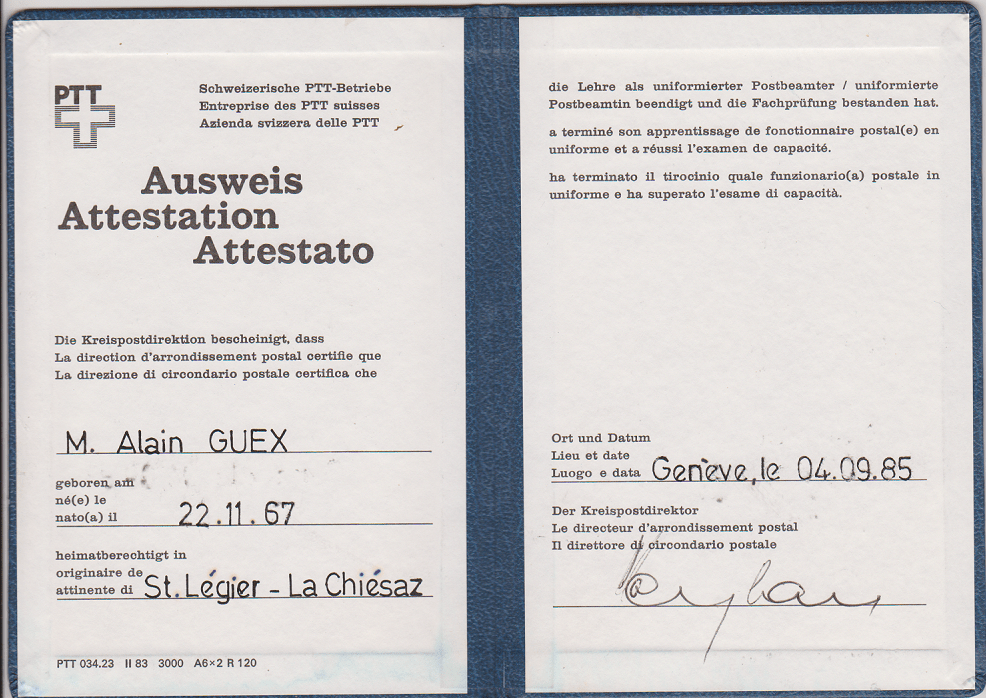 PTT
Schweizerische PTT-Betriebe
Entreprise des PTT suisses
Azienda svizzera delle PTT
Ausweis
Attestation
Attestato
Die Kreispostdirektion bescheinigt, dass
La direction d'arrondissement postal certifie que
La direzione di circondario postale certifica che
M. Alain GUEX
geboren am
né(e) le
nato(a) il 22.11.67
heimatberechtigt in
originaire de
attinente di St. Légier - La Chiésaz
PTT 034.23 II 83 3000 A6×2 R 120
die Lehre als uniformierter Postbeamter / uniformierte
Postbeamtin beendigt und die Fachprüfung bestanden hat.
a terminé son apprentissage de fonctionnaire postal(e) en
uniforme et a réussi l'examen de capacité.
ha terminato il tirocinio quale funzionario(a) postale in
uniforme e ha superato l'esame di capacità.
Ort und Datum
Lieu et date
Luogo e data Genève, le 04.09.85
Der Kreispostdirektor
Le directeur d'arrondissement postal
Il direttore di circondario postale